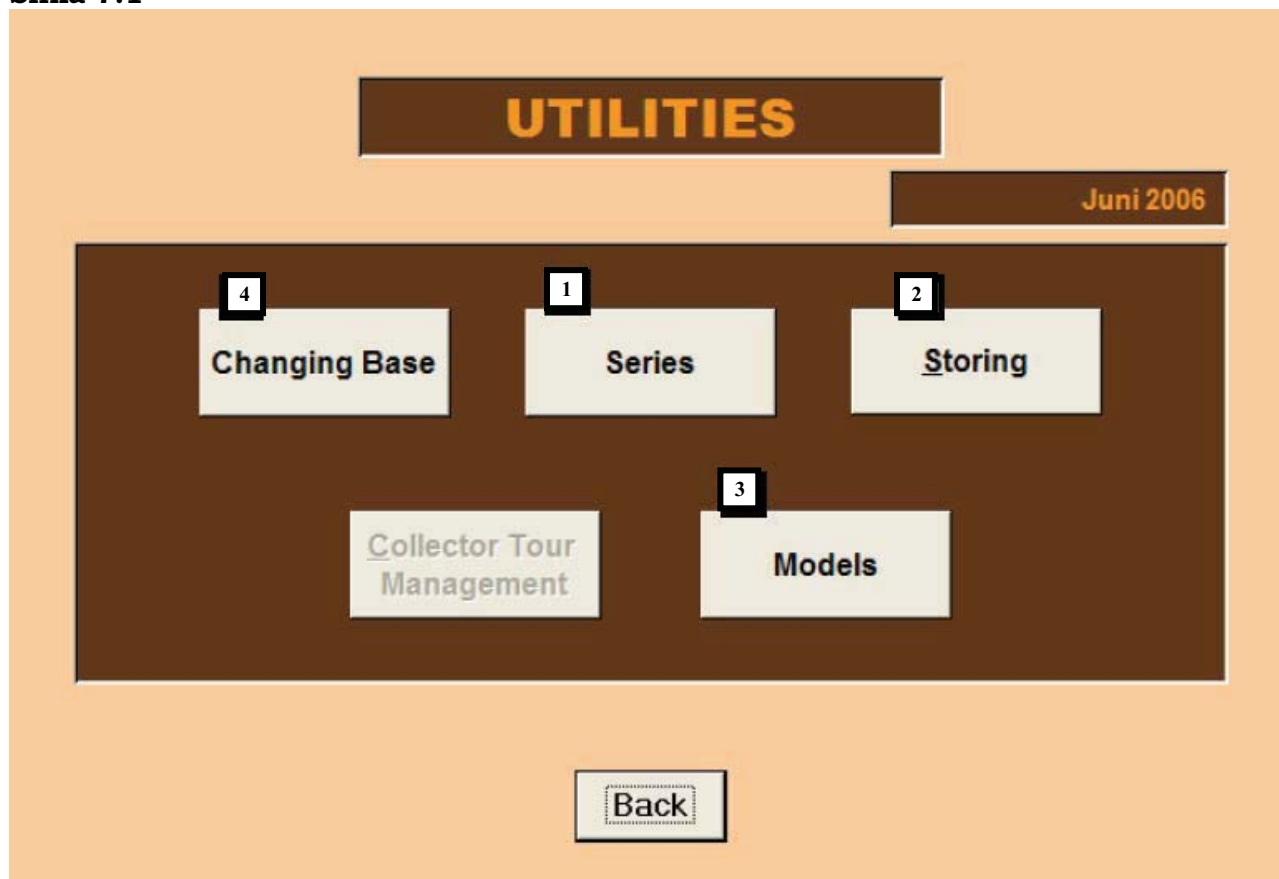 UTILITIES
Juni 2006
4
1
2
Changing Base
Series
Storing
3
Collector Tour
Management
Models
Back